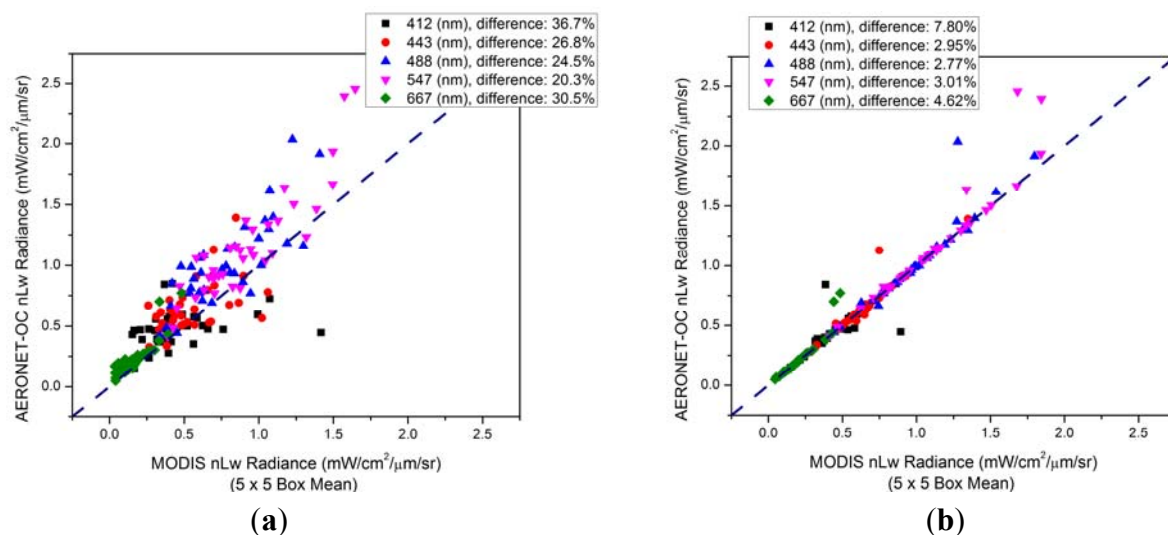 412 (nm), difference: 36.7%
443 (nm), difference: 26.8%
488 (nm), difference: 24.5%
547 (nm), difference: 20.3%
667 (nm), difference: 30.5%
AERONET-OC nLw Radiance (mW/cm²/μm/sr)
2.5
2.0
1.5
1.0
0.5
0.0
0.0 0.5 1.0 1.5 2.0 2.5
MODIS nLw Radiance (mW/cm²/μm/sr)
(5 x 5 Box Mean)
(a)
412 (nm), difference: 7.80%
443 (nm), difference: 2.95%
488 (nm), difference: 2.77%
547 (nm), difference: 3.01%
667 (nm), difference: 4.62%
AERONET-OC nLw Radiance (mW/cm²/μm/sr)
2.5
2.0
1.5
1.0
0.5
0.0
0.0 0.5 1.0 1.5 2.0 2.5
MODIS nLw Radiance (mW/cm²/μm/sr)
(5 x 5 Box Mean)
(b)